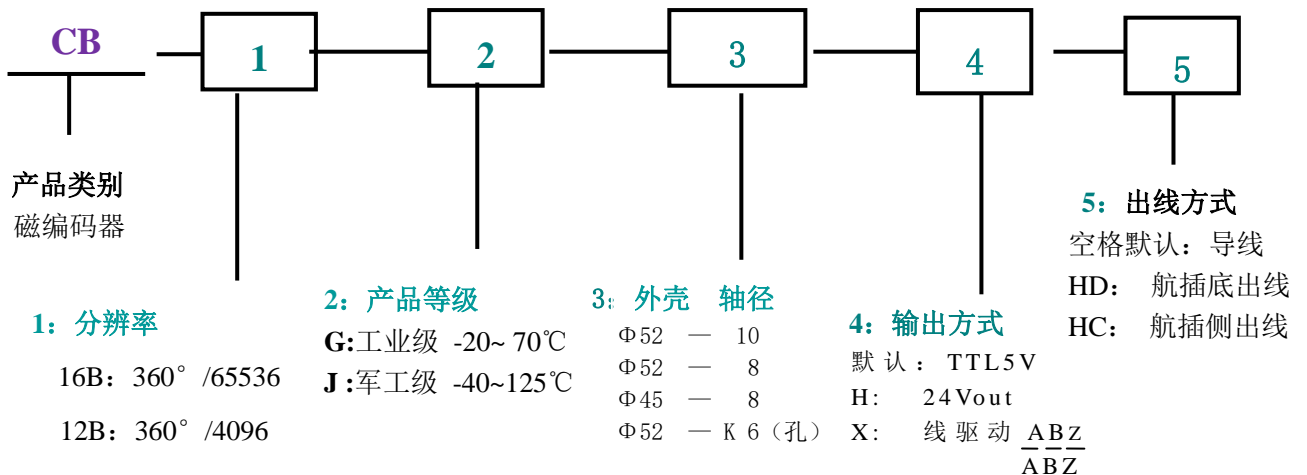 CB
1
2
3
4
5
产品类别
磁编码器
1：分辨率
16B：360° /65536
12B：360° /4096
2：产品等级
G:工业级 -20~ 70℃
J :军工级 -40~125℃
3：外壳 轴径
Φ52 — 10
Φ52 — 8
Φ45 — 8
Φ52 — K 6（孔）
4：输出方式
默认：TTL5V
H: 24Vout
X: 线驱动 ABZ
A̅B̅Z̅
5：出线方式
空格默认：导线
HD： 航插底出线
HC： 航插侧出线